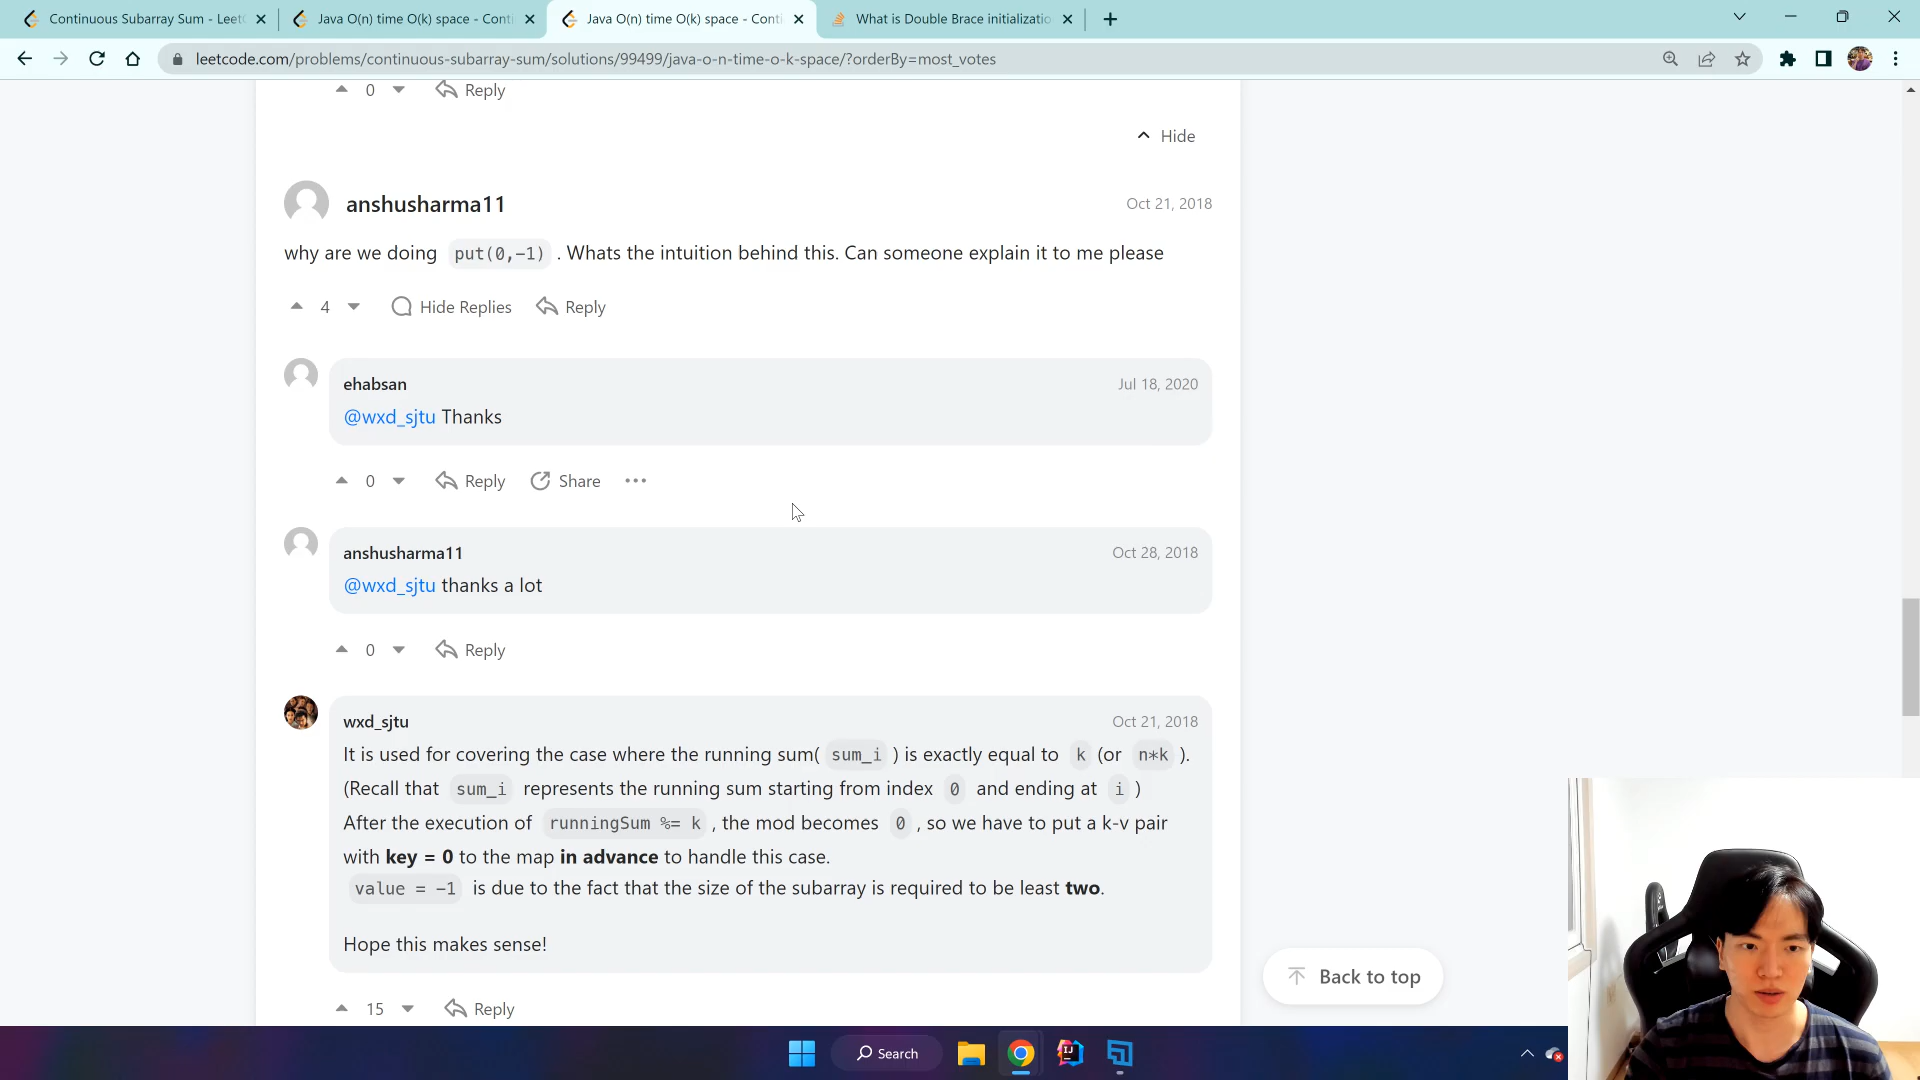 Continuous Subarray Sum - Leet
Java O(n) time O(k) space - Conti
Java O(n) time O(k) space - Conti
What is Double Brace initializatio
leetcode.com/problems/continuous-subarray-sum/solutions/99499/java-o-n-time-o-k-space/?orderBy=most_votes
0 Reply
Hide
anshusharma11 Oct 21, 2018
why are we doing put(0,-1) . Whats the intuition behind this. Can someone explain it to me please
4 Hide Replies Reply
ehabsan Jul 18, 2020
@wxd_sjtu Thanks
0 Reply Share
anshusharma11 Oct 28, 2018
@wxd_sjtu thanks a lot
0 Reply
wxd_sjtu Oct 21, 2018
It is used for covering the case where the running sum( sum_i ) is exactly equal to k (or n*k ).
(Recall that sum_i represents the running sum starting from index 0 and ending at i )
After the execution of runningSum %= k , the mod becomes 0 , so we have to put a k-v pair
with key = 0 to the map in advance to handle this case.
value = -1 is due to the fact that the size of the subarray is required to be least two.
Hope this makes sense!
15 Reply
Back to top
Search